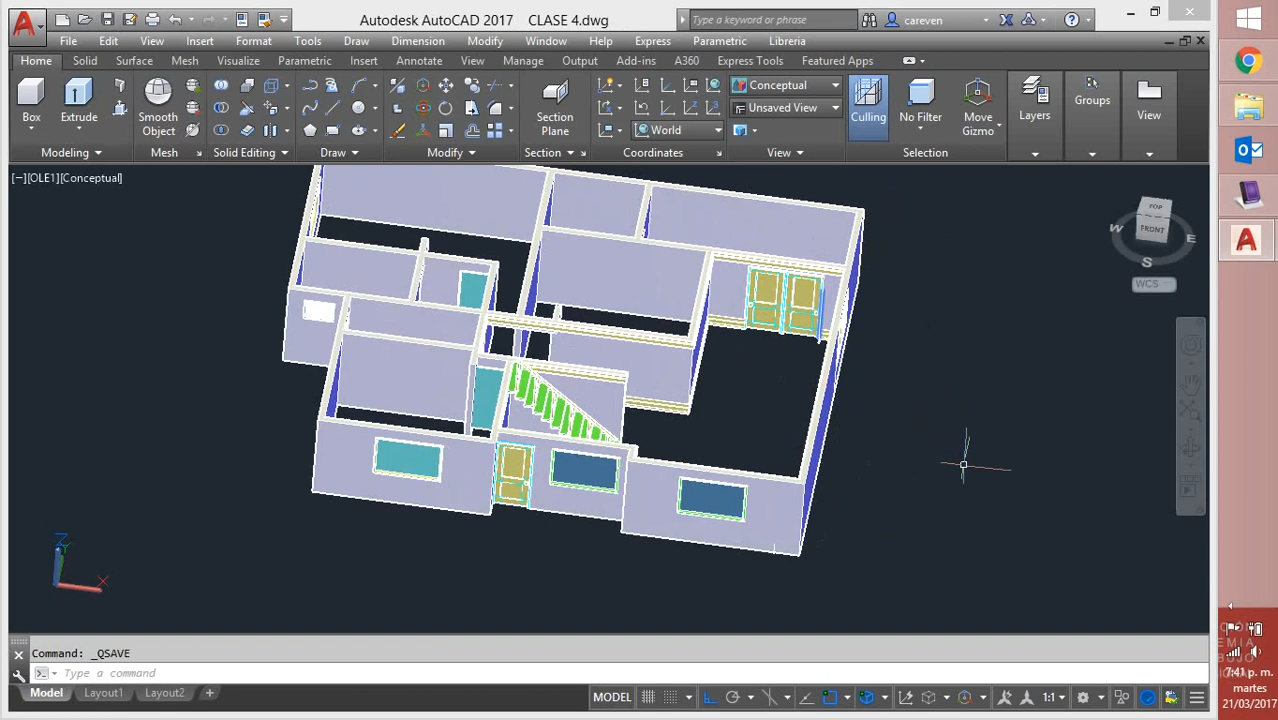 Autodesk AutoCAD 2017 CLASE 4.dwg
Type a keyword or phrase
careven
File Edit View Insert Format Tools Draw Dimension Modify Window Help Express Parametric Libreria
Home Solid Surface Mesh Visualize Parametric Insert Annotate View Manage Output Add-ins A360 Express Tools Featured Apps
Box
Extrude
Smooth Object
Section Plane
Conceptual
Unsaved View
World
Culling
No Filter
Move Gizmo
Layers
Groups
View
Modeling Mesh Solid Editing Draw Modify Section Coordinates View Selection
[−][OLE1][Conceptual]
TOP
FRONT
W
E
S
WCS
Z
Y
X
Command: _QSAVE
Type a command
Model Layout1 Layout2 +
MODEL
1:1
7:41 p. m.
martes
21/03/2017